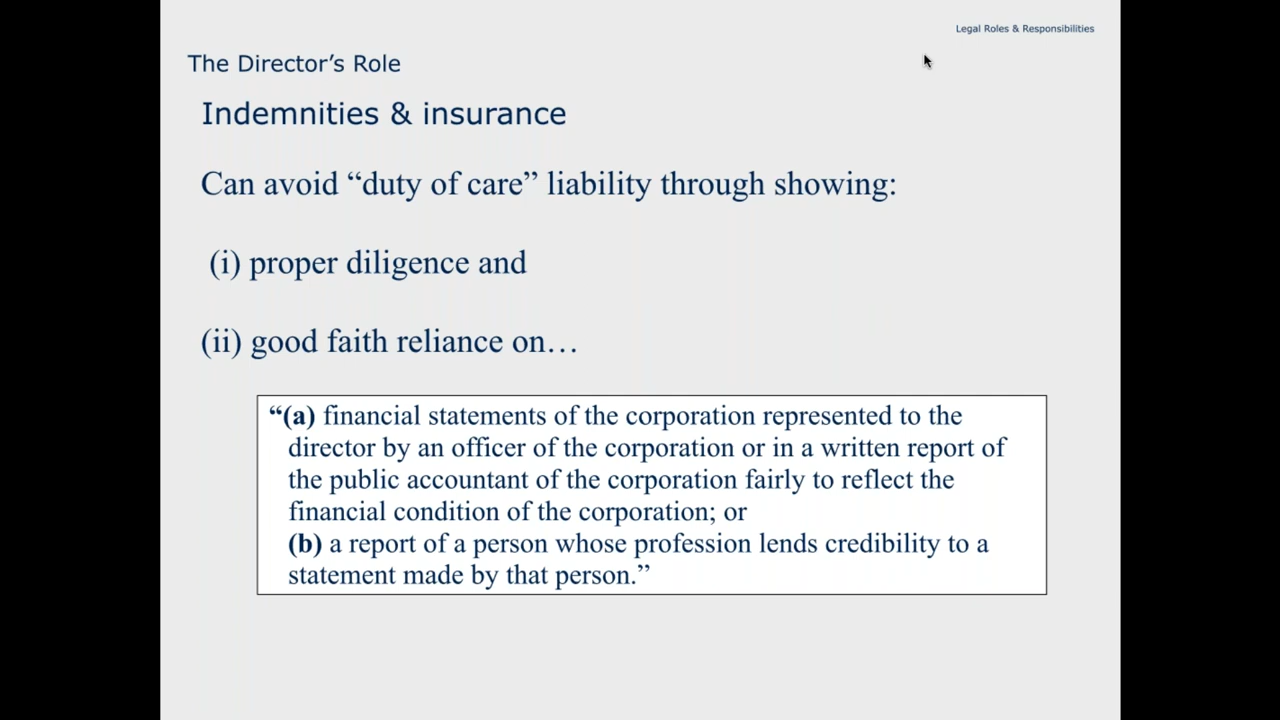 Legal Roles & Responsibilities
The Director’s Role
Indemnities & insurance
Can avoid “duty of care” liability through showing:
(i) proper diligence and
(ii) good faith reliance on…
“(a) financial statements of the corporation represented to the
director by an officer of the corporation or in a written report of
the public accountant of the corporation fairly to reflect the
financial condition of the corporation; or
(b) a report of a person whose profession lends credibility to a
statement made by that person.”